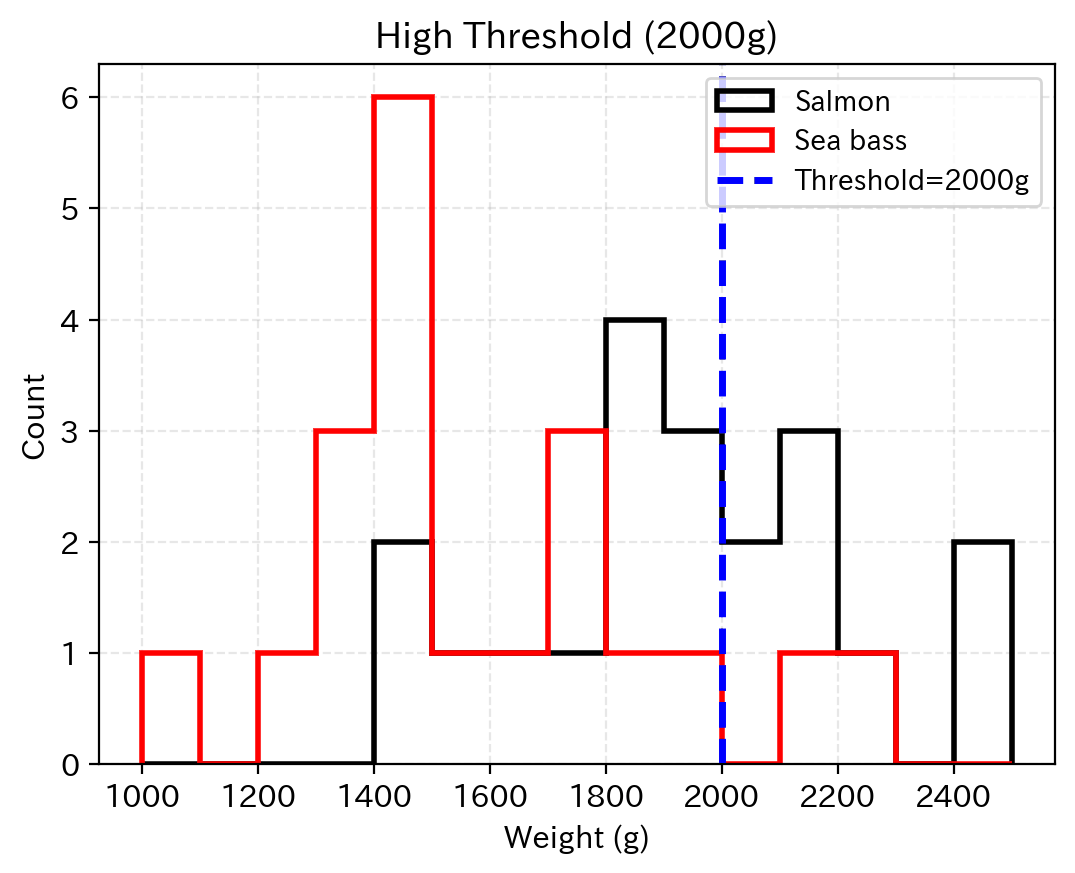 High Threshold (2000g)
Salmon
Sea bass
Threshold=2000g
Count
6
5
4
3
2
1
0
1000 1200 1400 1600 1800 2000 2200 2400
Weight (g)